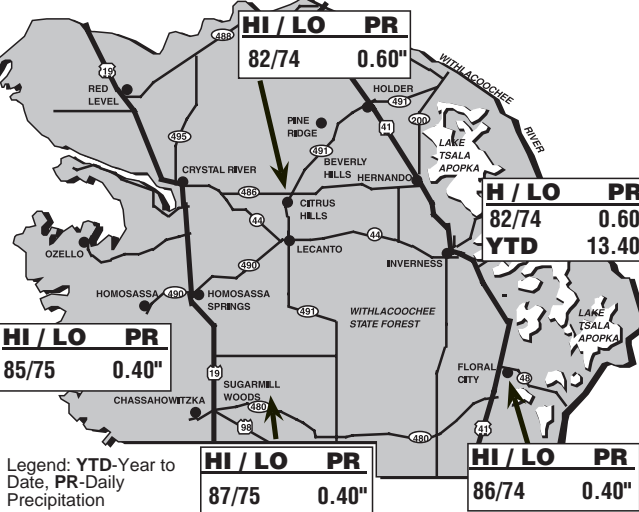 HI / LO PR
82/74 0.60"
488
WITHLACOOCHEE
RIVER
19
RED
LEVEL
HOLDER
491
PINE
RIDGE
41
200
495
491
LAKE
TSALA
APOPKA
BEVERLY
HILLS
CRYSTAL RIVER
HERNANDO
486
CITRUS
HILLS
H / LO PR
82/74 0.60
YTD 13.40
44
44
LECANTO
OZELLO
INVERNESS
490
HOMOSASSA
490
HOMOSASSA
SPRINGS
491
WITHLACOOCHEE
STATE FOREST
LAKE
TSALA
APOPKA
HI / LO PR
85/75 0.40"
19
FLORAL
CITY
48
SUGARMILL
WOODS
CHASSAHOWITZKA
480
98
480
41
HI / LO PR
87/75 0.40"
HI / LO PR
86/74 0.40"
Legend: YTD-Year to
Date, PR-Daily
Precipitation